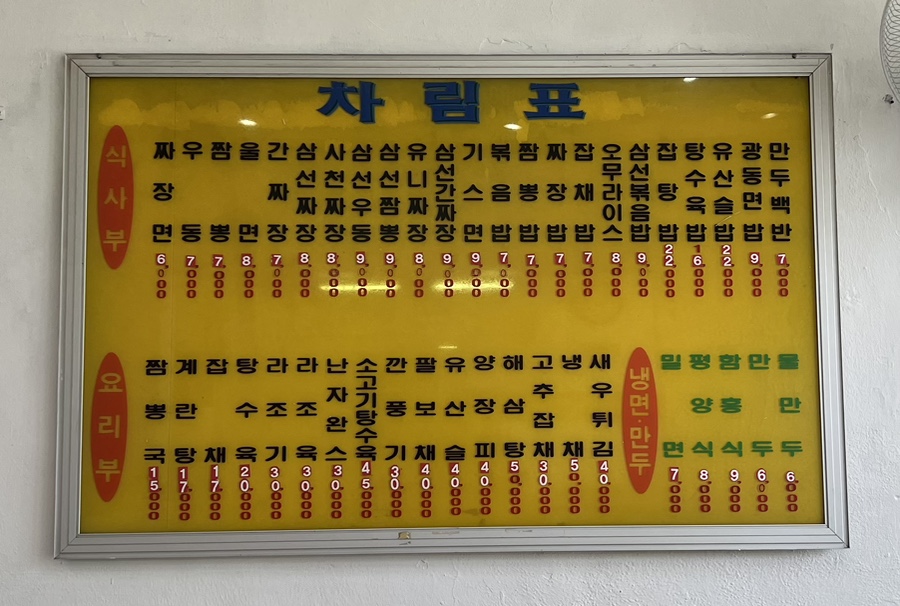 차림표
식사부
짜장면 6,000
우동 7,000
짬뽕 7,000
울면 8,000
간짜장 7,000
삼선짜장 8,000
사천짜장 8,000
삼선우동 9,000
삼선짬뽕 9,000
유니짜장 8,000
삼선간짜장 9,000
기스면 9,000
볶음밥 7,000
짬뽕밥 7,000
짜장밥 7,000
잡채밥 7,000
오무라이스 8,000
삼선볶음밥 9,000
잡탕밥 22,000
탕수육밥 16,000
유산슬밥 22,000
광동면밥 9,000
만두백반 7,000
요리부
짬뽕국 15,000
계란탕 17,000
잡채 17,000
탕수육 20,000
라조기 30,000
라조육 30,000
난자완스 30,000
소고기탕수육 45,000
깐풍기 30,000
팔보채 40,000
유산슬 40,000
양장피 40,000
해삼탕 50,000
고추잡채 30,000
냉채 50,000
새우튀김 40,000
냉면·만두
밀면 7,000
평양식 8,000
함흥식 9,000
만두 6,000
물만두 6,000